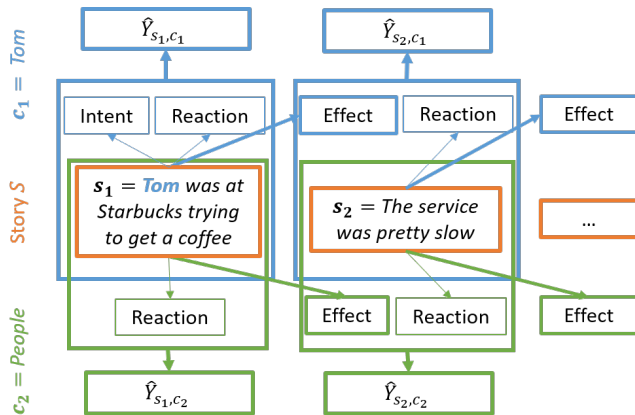 Ŷs₁,c₁
Ŷs₂,c₁
c₁ = Tom
Intent
Reaction
Effect
Reaction
Effect
Story S
s₁ = Tom was at
Starbucks trying
to get a coffee
s₂ = The service
was pretty slow
...
c₂ = People
Reaction
Effect
Reaction
Effect
Ŷs₁,c₂
Ŷs₂,c₂